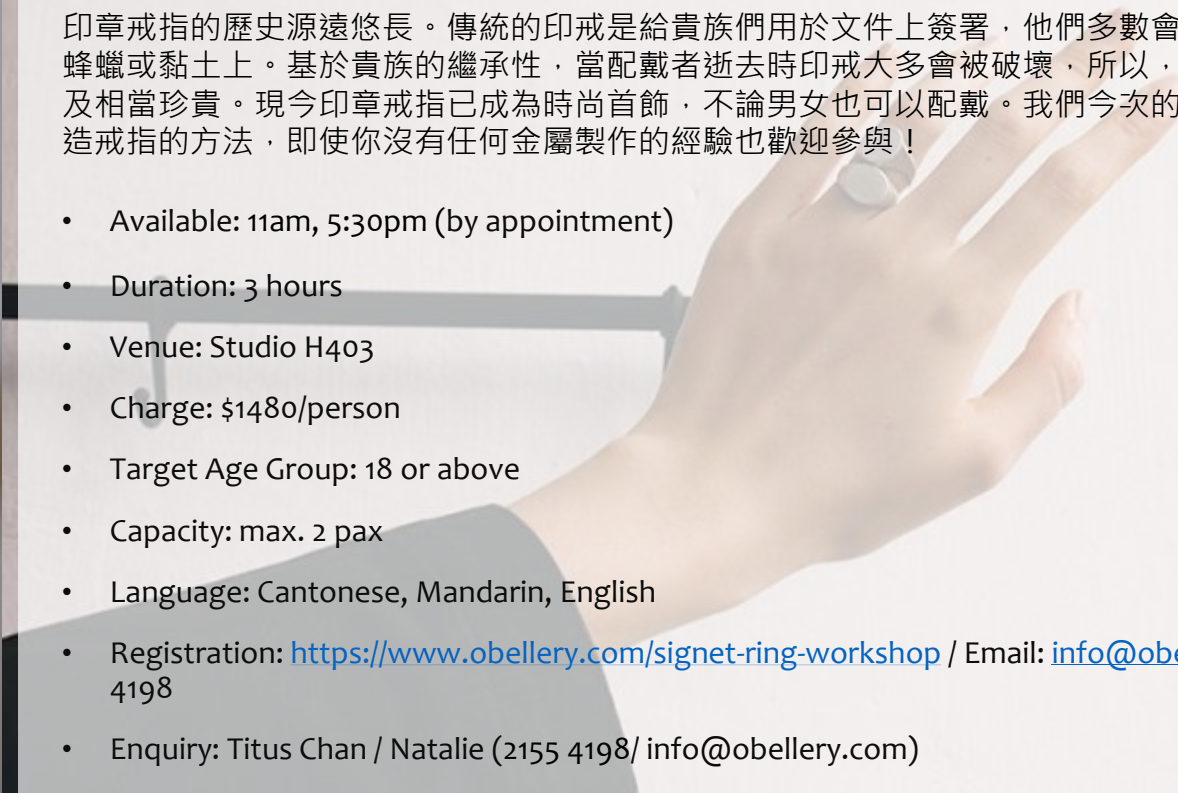 印章戒指的歷史源遠悠長。傳統的印戒是給貴族們用於文件上簽署，他們多數會
蜂蠟或黏土上。基於貴族的繼承性，當配戴者逝去時印戒大多會被破壞，所以，
及相當珍貴。現今印章戒指已成為時尚首飾，不論男女也可以配戴。我們今次的
造戒指的方法，即使你沒有任何金屬製作的經驗也歡迎參與！
• Available: 11am, 5:30pm (by appointment)
• Duration: 3 hours
• Venue: Studio H403
• Charge: $1480/person
• Target Age Group: 18 or above
• Capacity: max. 2 pax
• Language: Cantonese, Mandarin, English
• Registration: https://www.obellery.com/signet-ring-workshop / Email: info@obe
4198
• Enquiry: Titus Chan / Natalie (2155 4198/ info@obellery.com)